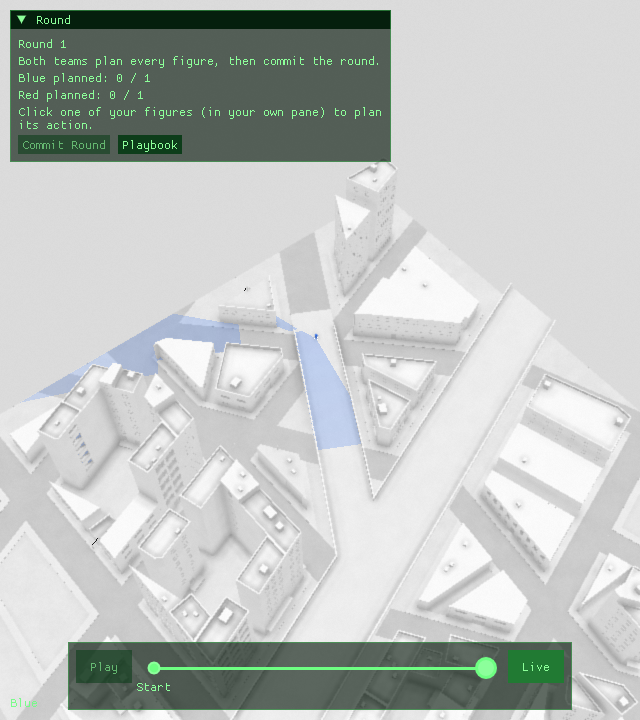 Round
Round 1
Both teams plan every figure, then commit the round.
Blue planned: 0 / 1
Red planned: 0 / 1
Click one of your figures (in your own pane) to plan
its action.
Commit Round Playbook
Play Live
Start
Blue